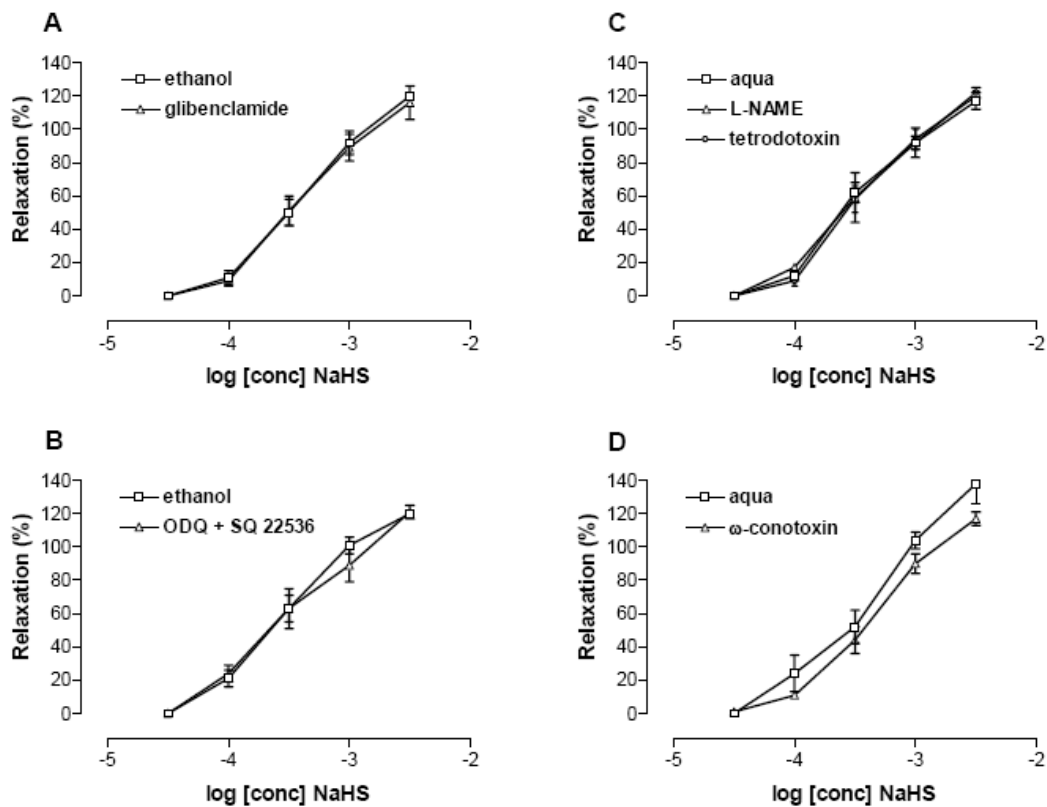 A
140
120
100
80
60
40
20
0
Relaxation (%)
ethanol
glibenclamide
-5
-4
-3
-2
log [conc] NaHS
C
140
120
100
80
60
40
20
0
Relaxation (%)
aqua
L-NAME
tetrodotoxin
-5
-4
-3
-2
log [conc] NaHS
B
140
120
100
80
60
40
20
0
Relaxation (%)
ethanol
ODQ + SQ 22536
-5
-4
-3
-2
log [conc] NaHS
D
140
120
100
80
60
40
20
0
Relaxation (%)
aqua
ω-conotoxin
-5
-4
-3
-2
log [conc] NaHS